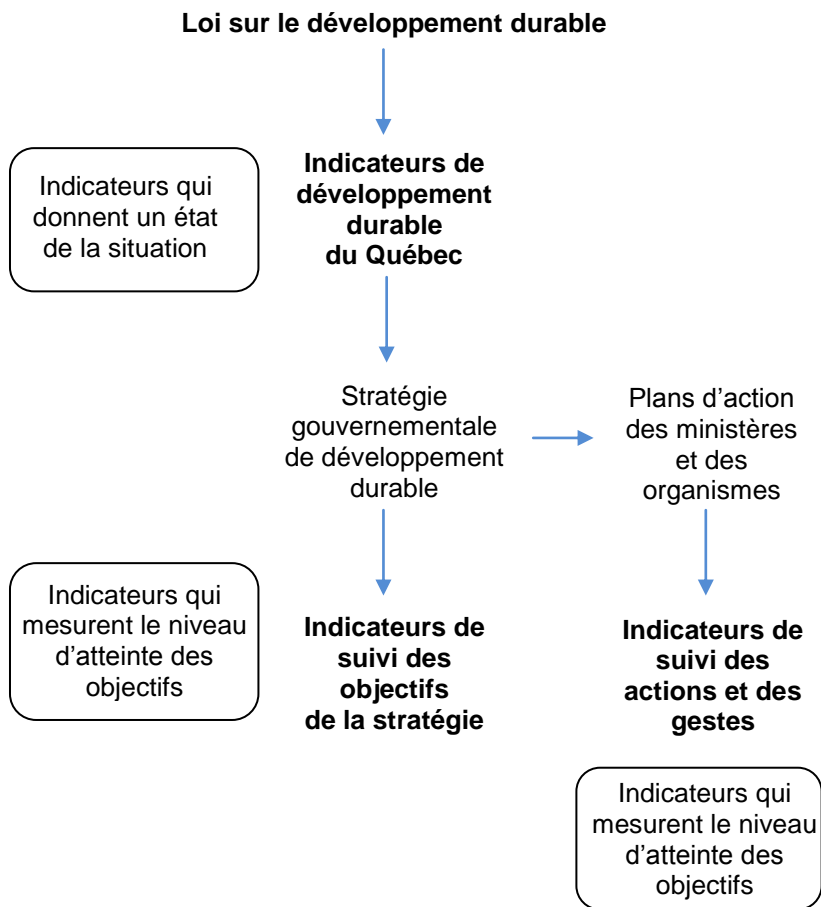 Loi sur le développement durable
Indicateurs qui
donnent un état
de la situation
Indicateurs de
développement
durable
du Québec
Stratégie
gouvernementale
de développement
durable
Plans d’action
des ministères
et des
organismes
Indicateurs qui
mesurent le niveau
d’atteinte des
objectifs
Indicateurs de
suivi des
objectifs
de la stratégie
Indicateurs de
suivi des
actions et des
gestes
Indicateurs qui
mesurent le niveau
d’atteinte des
objectifs